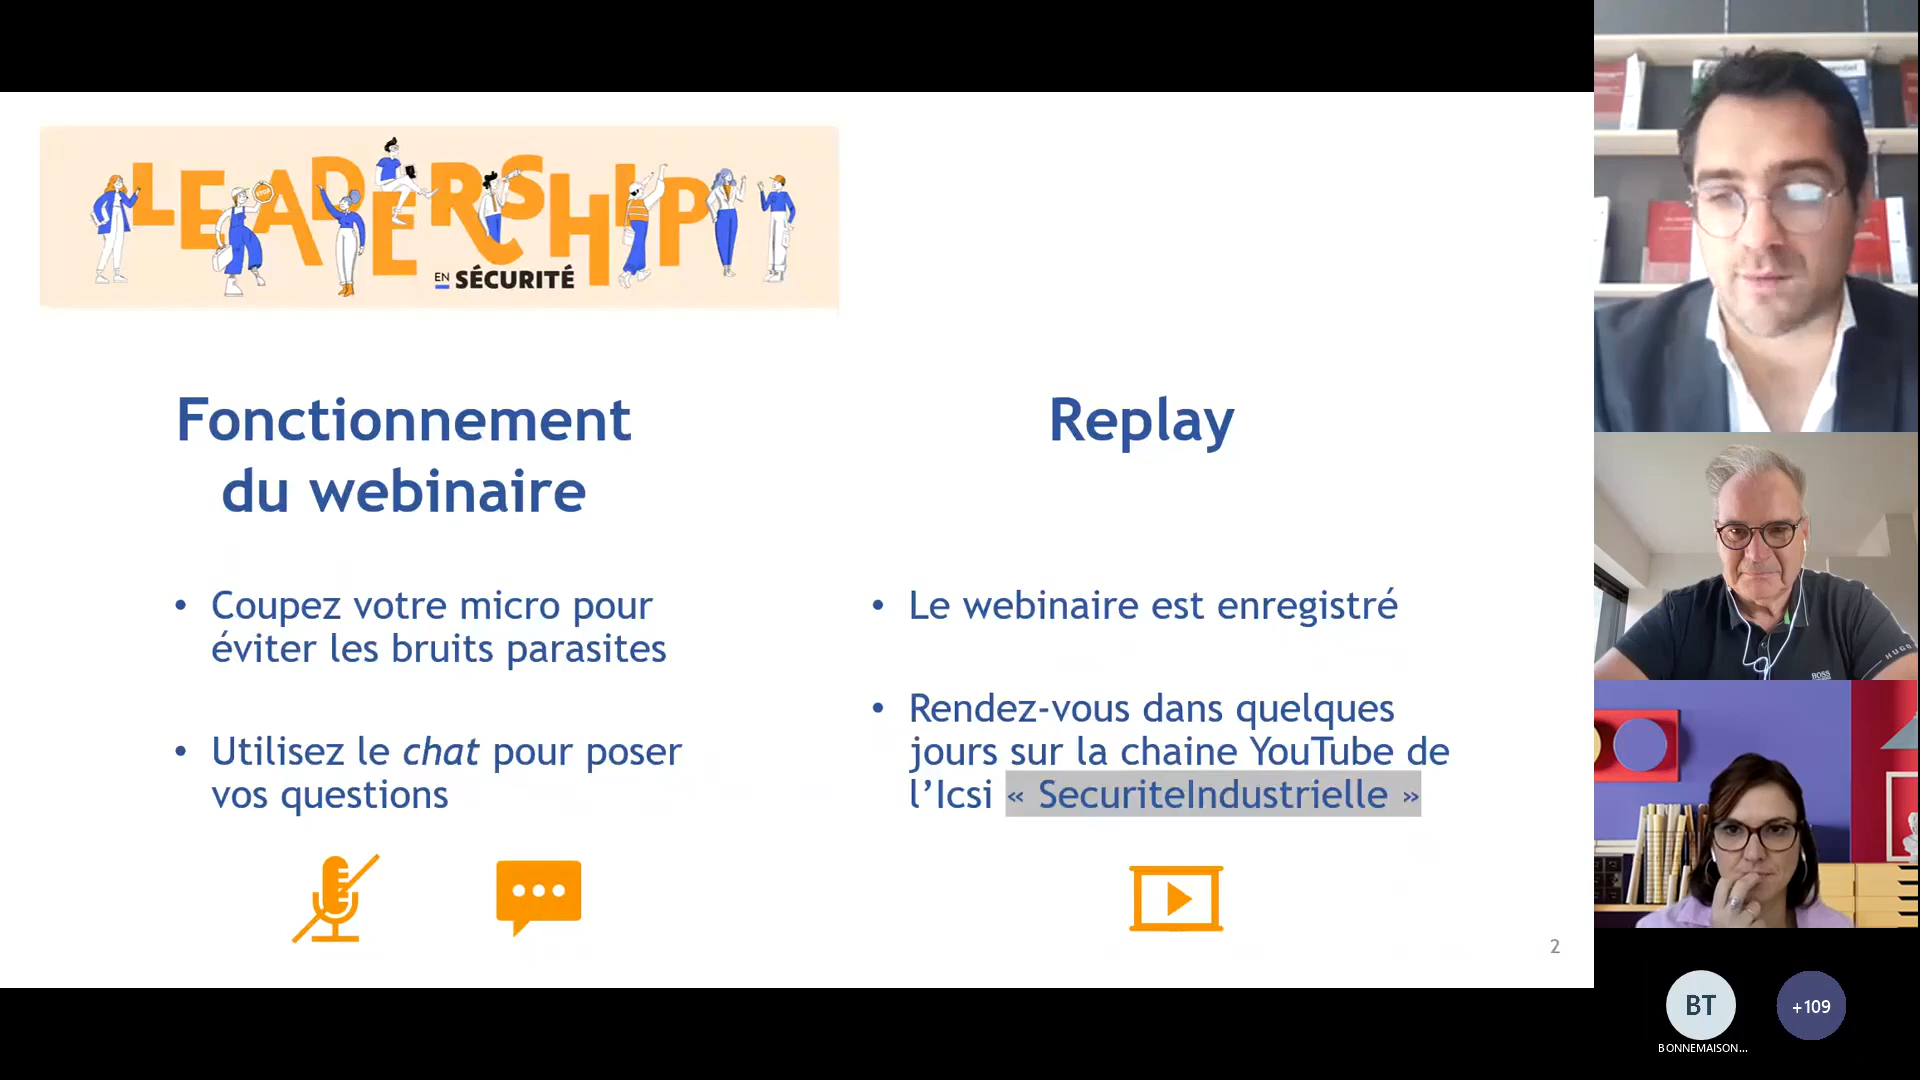 LEADERSHIP
EN SÉCURITÉ
Fonctionnement
du webinaire
• Coupez votre micro pour
éviter les bruits parasites
• Utilisez le chat pour poser
vos questions
Replay
• Le webinaire est enregistré
• Rendez-vous dans quelques
jours sur la chaine YouTube de
l’Icsi « SecuriteIndustrielle »
2
BOSS
HUGO
BT
+109
BONNEMAISON...